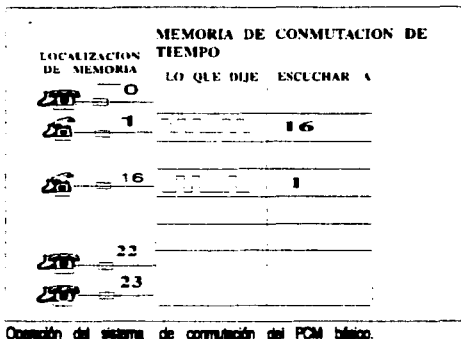 MEMORIA DE CONMUTACION DE
TIEMPO
LOCALIZACION
DE MEMORIA
LO QUE DIJE ESCUCHAR A
0
1 16
16 1
22
23
Operación del sistema de conmutación del PCM básico.